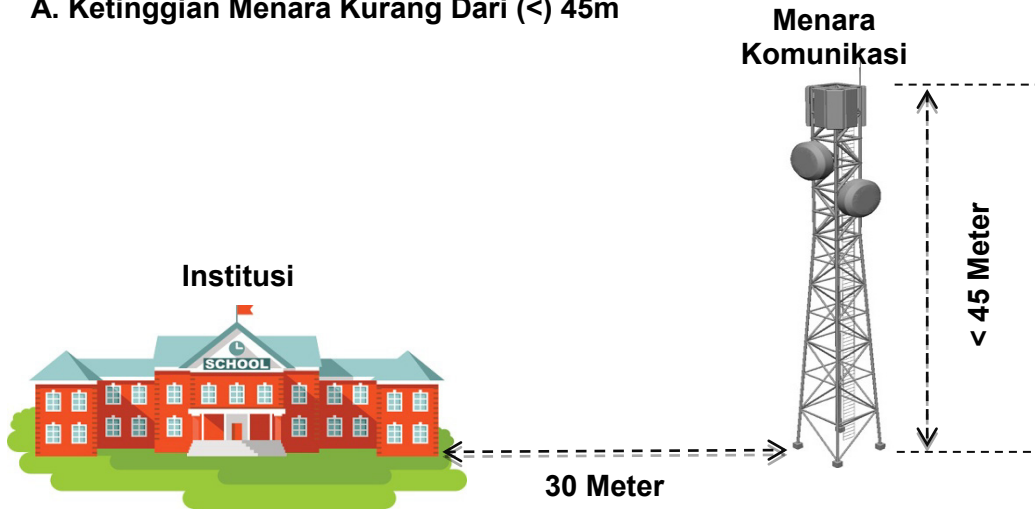 A. Ketinggian Menara Kurang Dari (<) 45m
Menara
Komunikasi
< 45 Meter
Institusi
SCHOOL
30 Meter